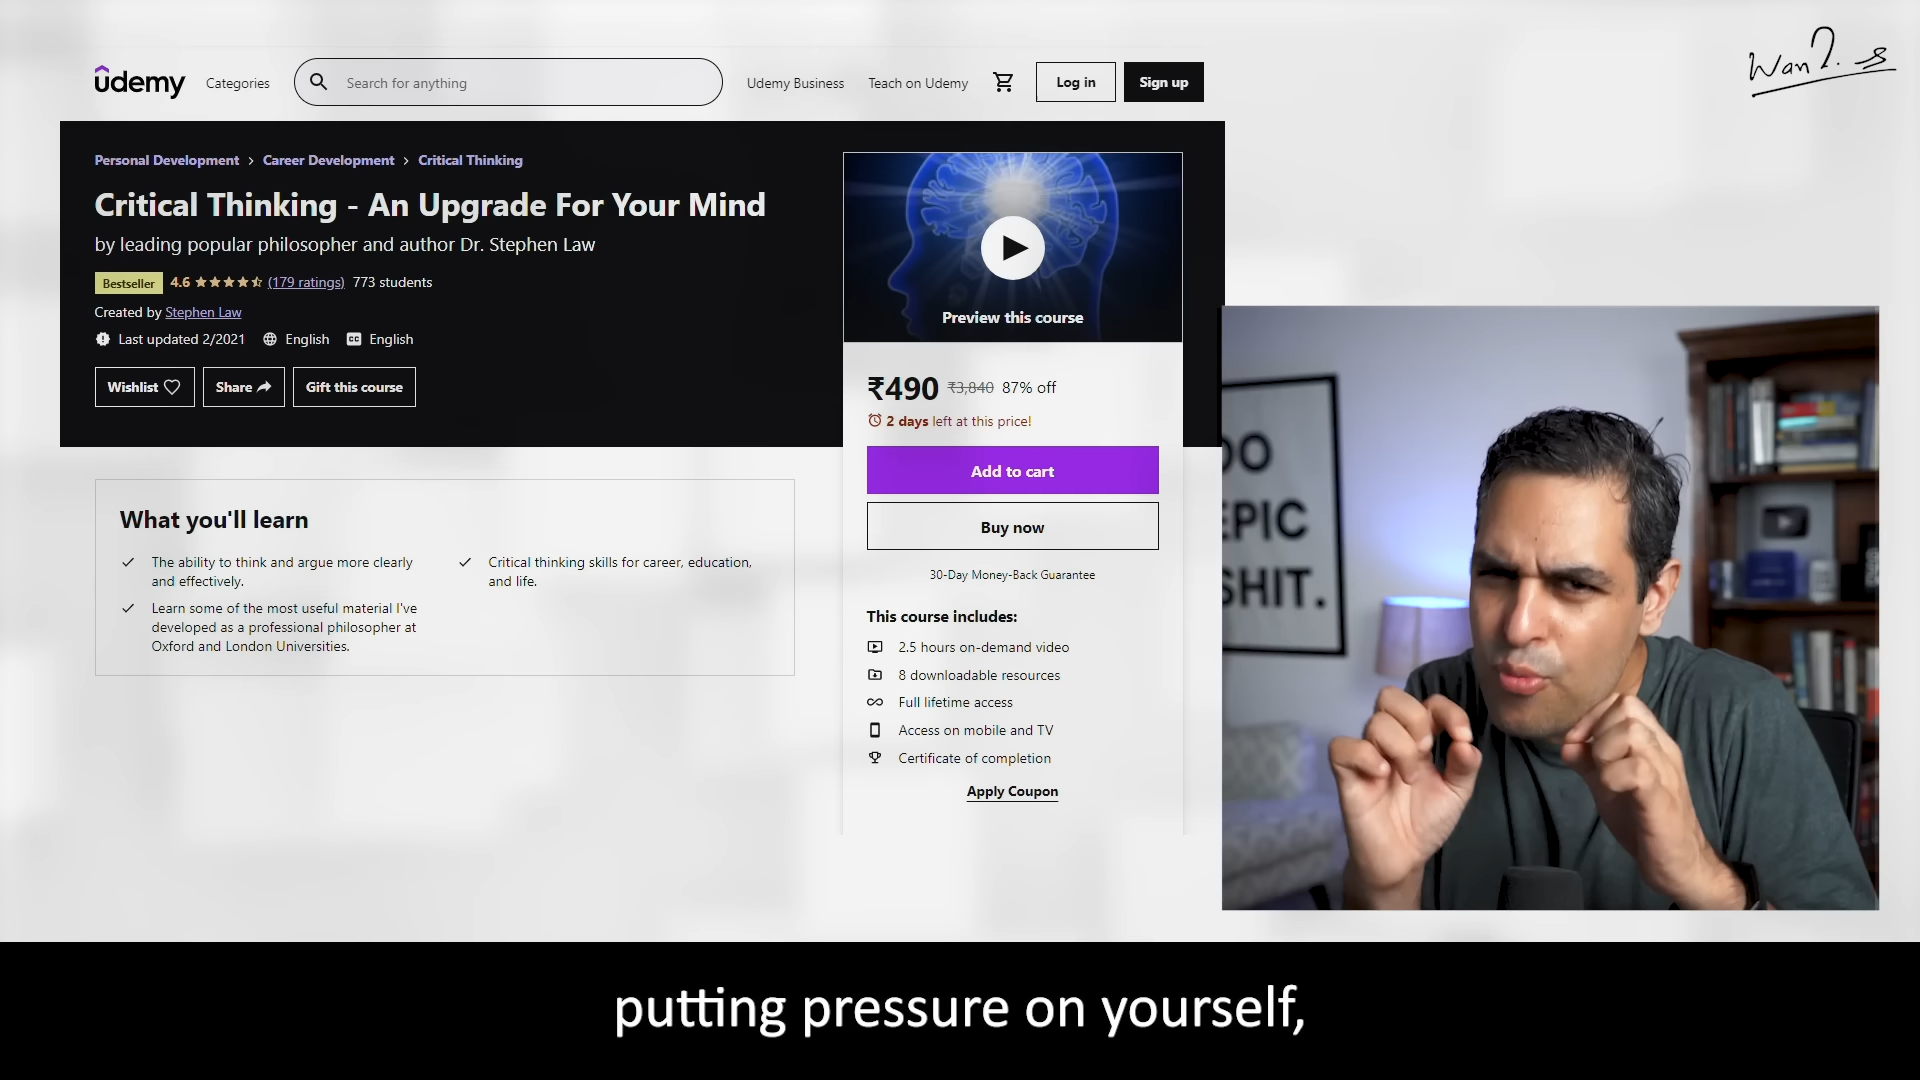 udemy
Categories
Search for anything
Udemy Business
Teach on Udemy
Log in
Sign up
Personal Development > Career Development > Critical Thinking
Critical Thinking - An Upgrade For Your Mind
by leading popular philosopher and author Dr. Stephen Law
Bestseller 4.6 (179 ratings) 773 students
Created by Stephen Law
Last updated 2/2021 English CC English
Wishlist
Share
Gift this course
Preview this course
₹490 ₹3,840 87% off
2 days left at this price!
Add to cart
Buy now
30-Day Money-Back Guarantee
This course includes:
2.5 hours on-demand video
8 downloadable resources
Full lifetime access
Access on mobile and TV
Certificate of completion
Apply Coupon
What you'll learn
The ability to think and argue more clearly
and effectively.
Learn some of the most useful material I've
developed as a professional philosopher at
Oxford and London Universities.
Critical thinking skills for career, education,
and life.
DO
EPIC
SHIT.
putting pressure on yourself,